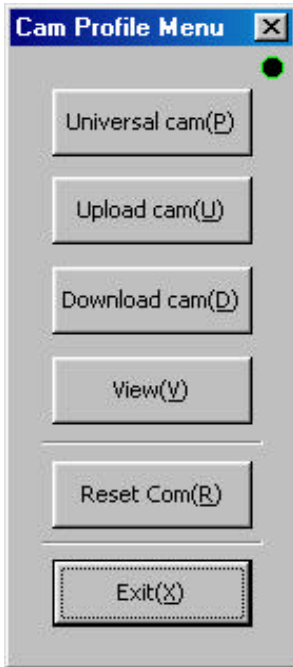 Cam Profile Menu
Universal cam(P)
Upload cam(U)
Download cam(D)
View(V)
Reset Com(R)
Exit(X)